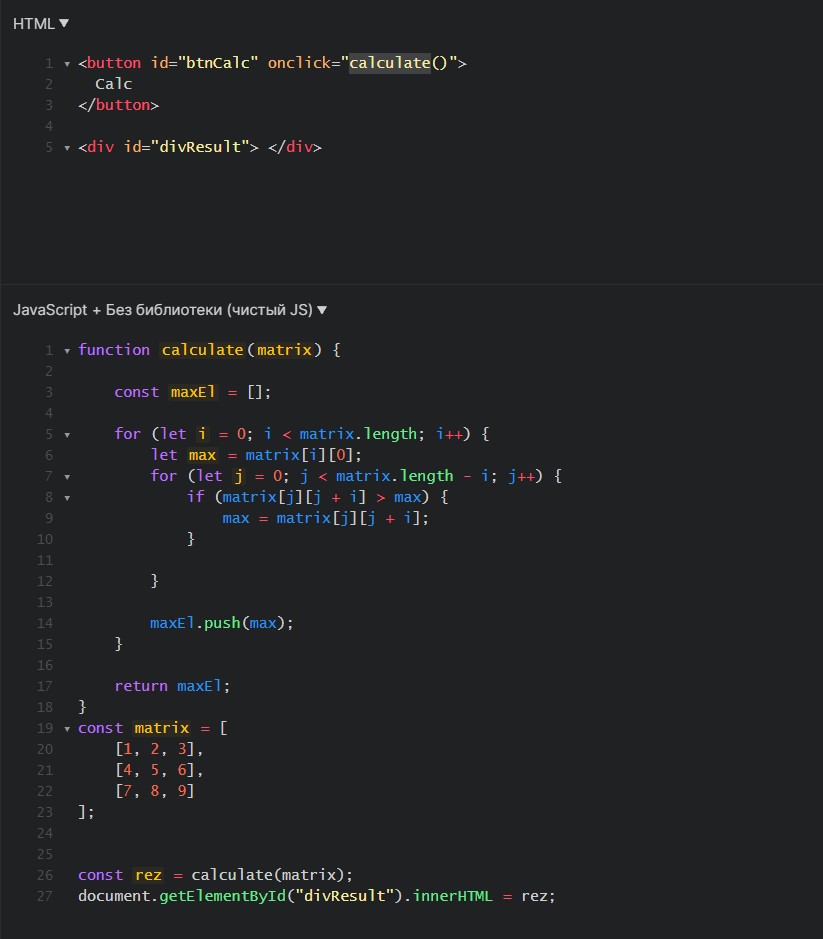 HTML ▼
1 ▾ <button id="btnCalc" onclick="calculate()">
2 Calc
3 </button>
4
5 ▾ <div id="divResult"> </div>
JavaScript + Без библиотеки (чистый JS) ▼
1 ▾ function calculate(matrix) {
2
3 const maxEl = [];
4
5 ▾ for (let i = 0; i < matrix.length; i++) {
6 let max = matrix[i][0];
7 ▾ for (let j = 0; j < matrix.length - i; j++) {
8 ▾ if (matrix[j][j + i] > max) {
9 max = matrix[j][j + i];
10 }
11
12 }
13
14 maxEl.push(max);
15 }
16
17 return maxEl;
18 }
19 ▾ const matrix = [
20 [1, 2, 3],
21 [4, 5, 6],
22 [7, 8, 9]
23 ];
24
25
26 const rez = calculate(matrix);
27 document.getElementById("divResult").innerHTML = rez;